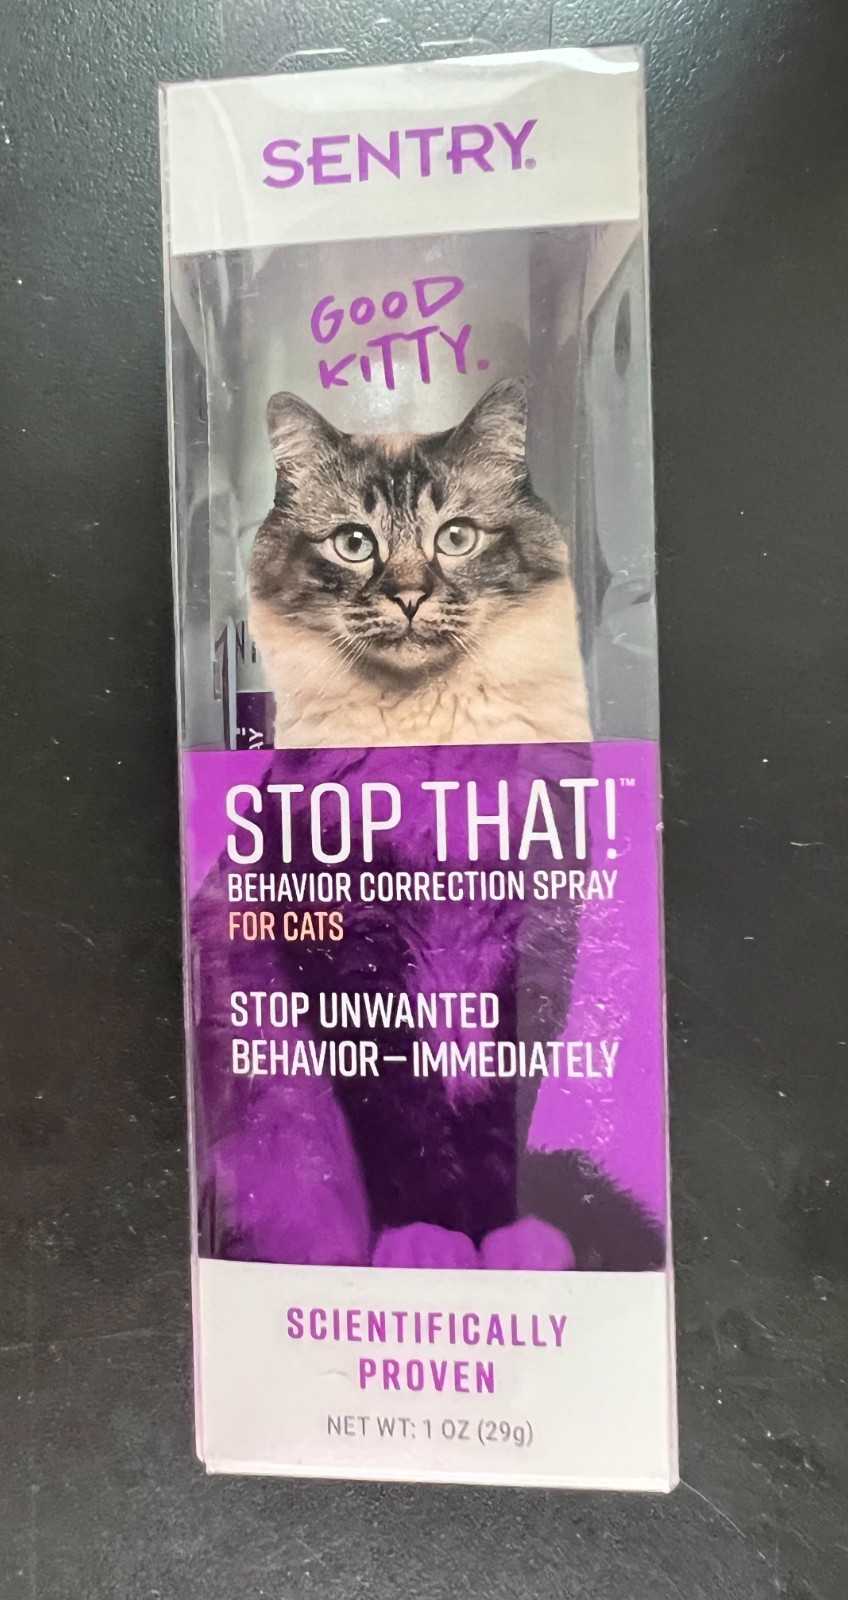 SENTRY®
GOOD
KITTY.
STOP THAT!™
BEHAVIOR CORRECTION SPRAY
FOR CATS
STOP UNWANTED
BEHAVIOR—IMMEDIATELY
SCIENTIFICALLY
PROVEN
NET WT: 1 OZ (29g)